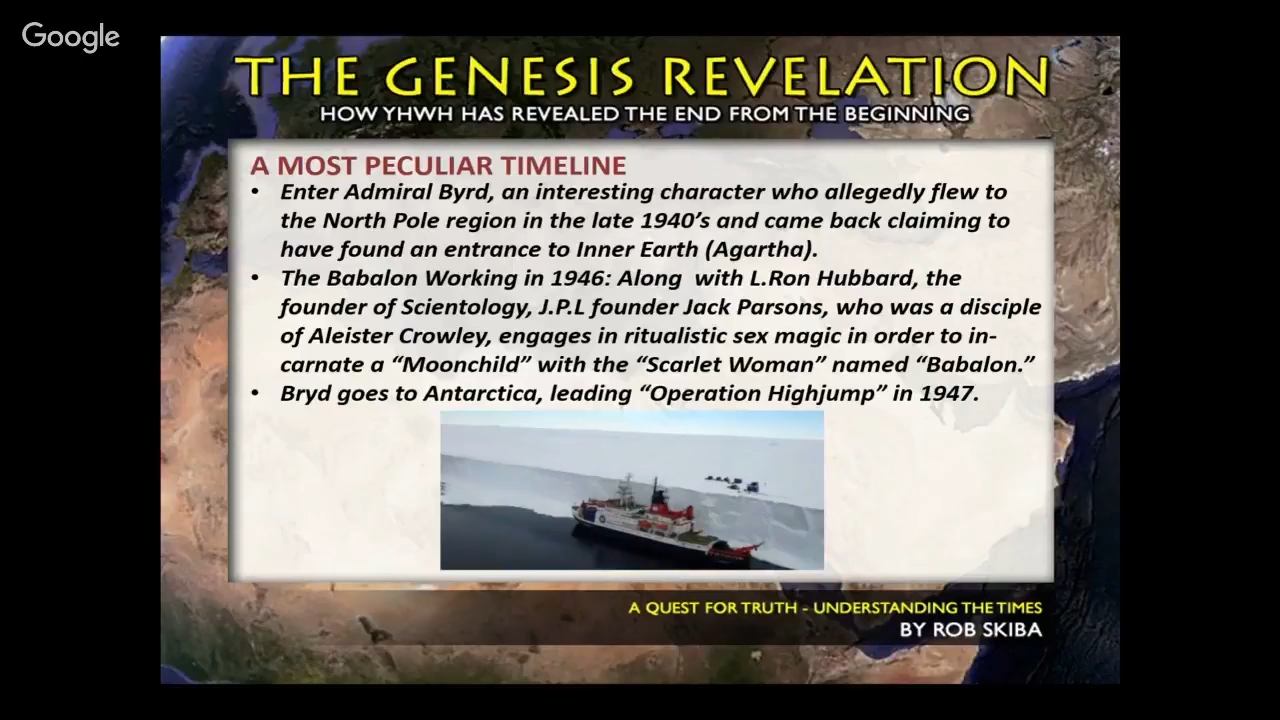 Google
THE GENESIS REVELATION
HOW YHWH HAS REVEALED THE END FROM THE BEGINNING
A MOST PECULIAR TIMELINE
• Enter Admiral Byrd, an interesting character who allegedly flew to
the North Pole region in the late 1940's and came back claiming to
have found an entrance to Inner Earth (Agartha).
• The Babalon Working in 1946: Along with L.Ron Hubbard, the
founder of Scientology, J.P.L founder Jack Parsons, who was a disciple
of Aleister Crowley, engages in ritualistic sex magic in order to in-
carnate a “Moonchild” with the “Scarlet Woman” named “Babalon.”
• Bryd goes to Antarctica, leading “Operation Highjump” in 1947.
A QUEST FOR TRUTH - UNDERSTANDING THE TIMES
BY ROB SKIBA